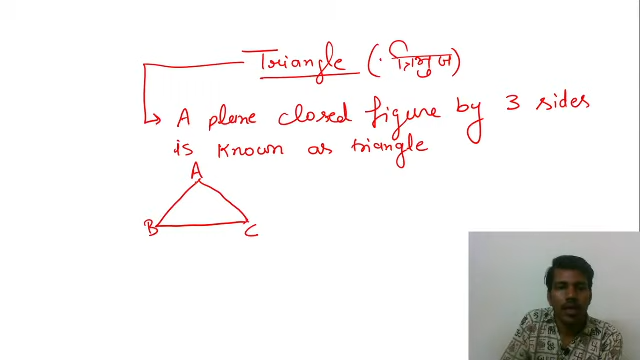 Triangle (त्रिभुज)
A plane closed figure by 3 sides
is known as triangle
A
B C